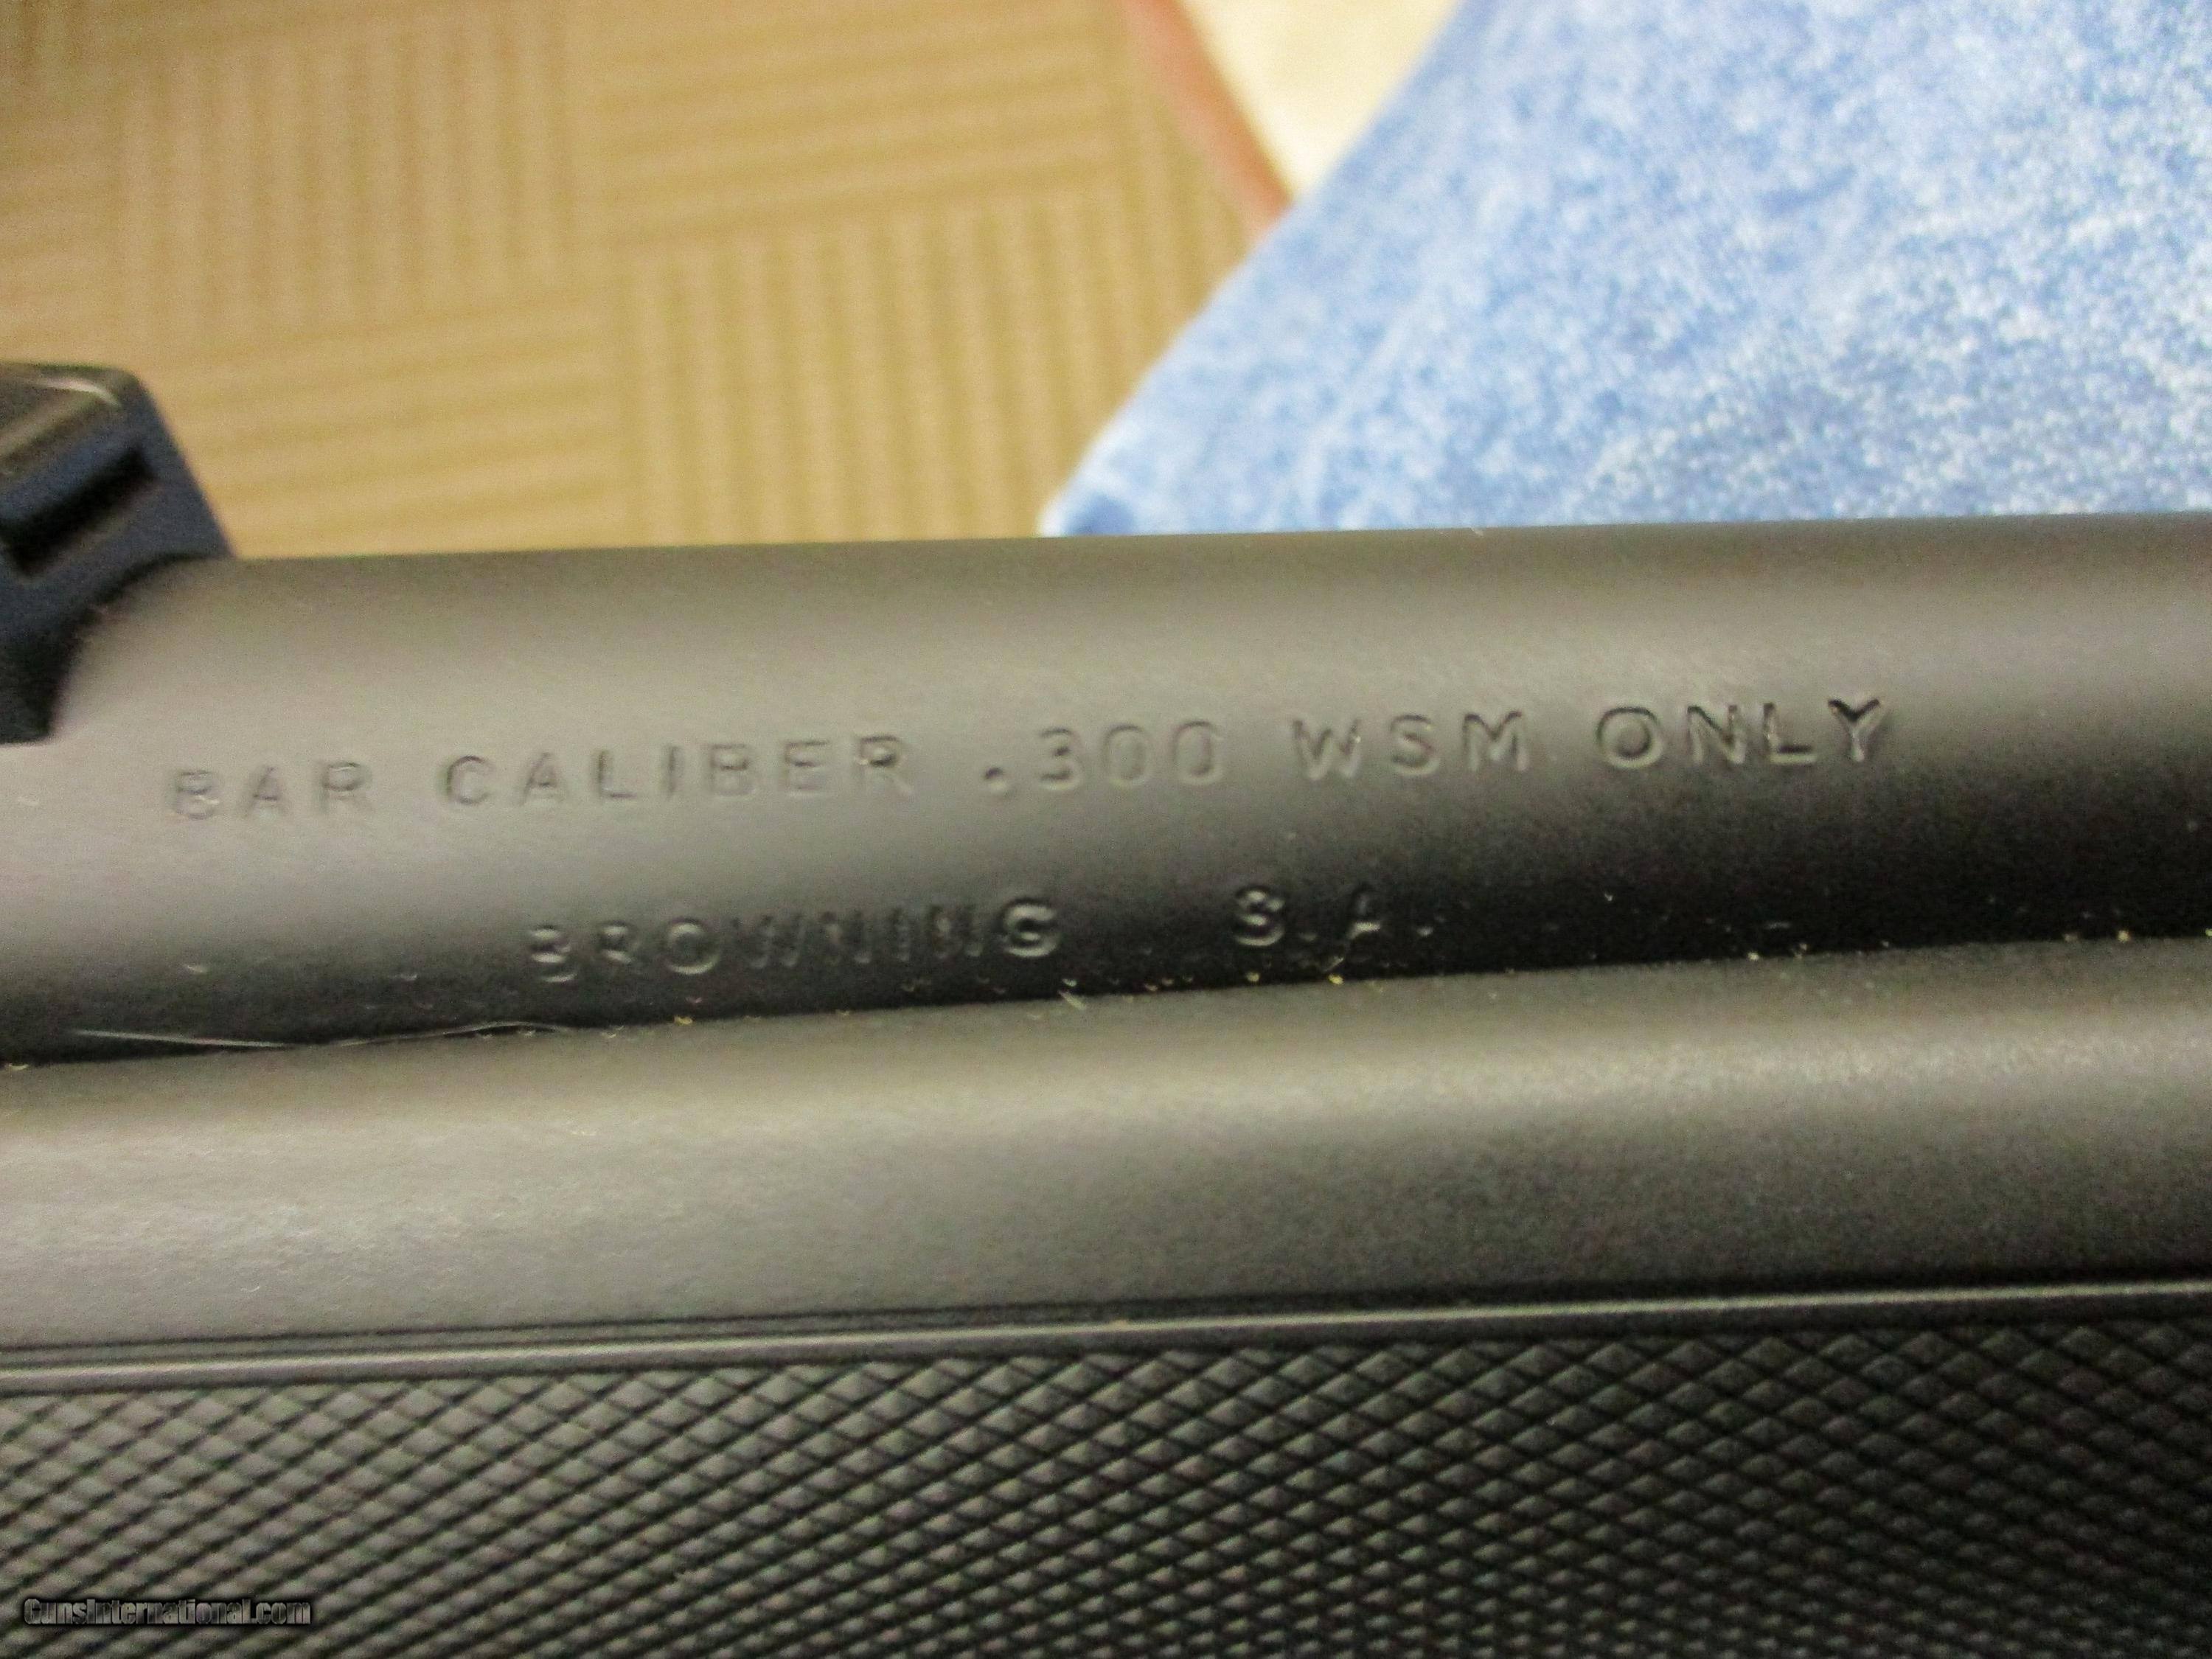 BAR CALIBER .300 WSM ONLY
BROWNING S.A.
GunsInternational.com